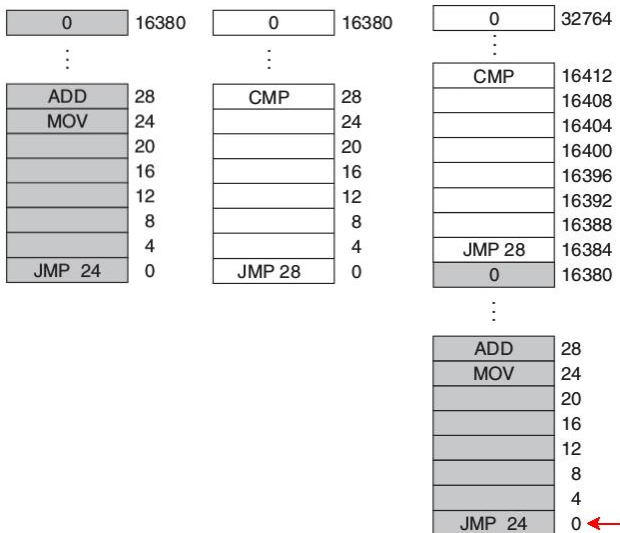 0 16380
ADD 28
MOV 24
20
16
12
8
4
JMP 24 0
0 16380
CMP 28
24
20
16
12
8
4
JMP 28 0
0 32764
CMP 16412
16408
16404
16400
16396
16392
16388
JMP 28 16384
0 16380
ADD 28
MOV 24
20
16
12
8
4
JMP 24 0